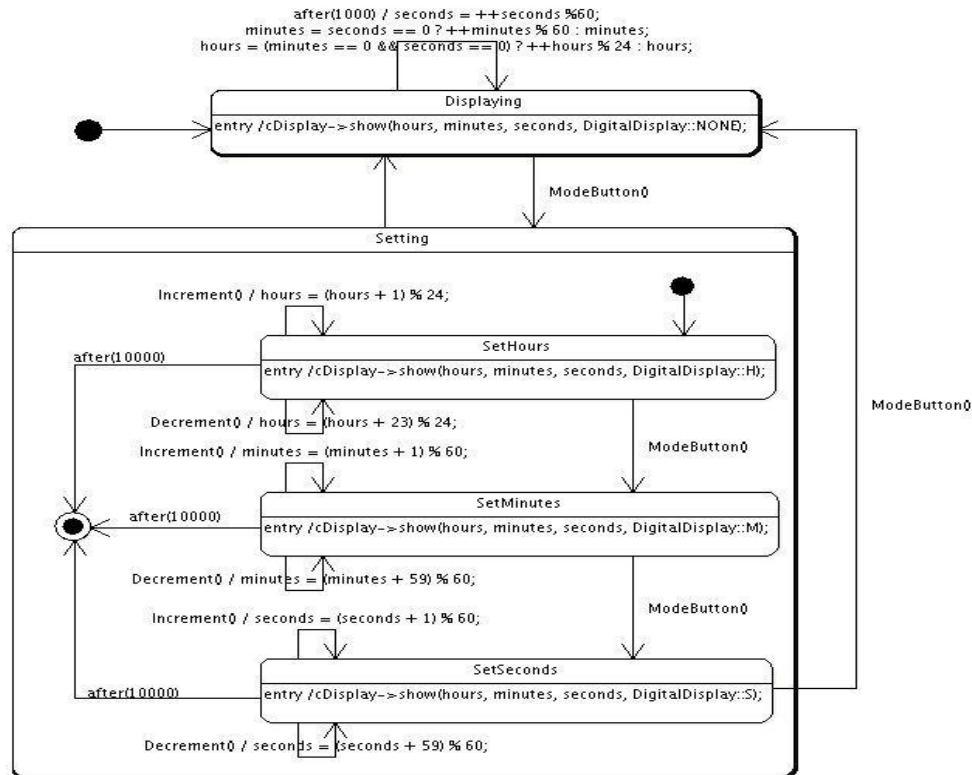 after(1000) / seconds = ++seconds %60;
minutes = seconds == 0 ? ++minutes % 60 : minutes;
hours = (minutes == 0 && seconds == 0) ? ++hours % 24 : hours;
Displaying
entry /cDisplay->show(hours, minutes, seconds, DigitalDisplay::NONE);
ModeButton()
Setting
Increment() / hours = (hours + 1) % 24;
SetHours
after(10000)
entry /cDisplay->show(hours, minutes, seconds, DigitalDisplay::H);
ModeButton()
Decrement() / hours = (hours + 23) % 24;
Increment() / minutes = (minutes + 1) % 60;
ModeButton()
SetMinutes
after(10000)
entry /cDisplay->show(hours, minutes, seconds, DigitalDisplay::M);
Decrement() / minutes = (minutes + 59) % 60;
Increment() / seconds = (seconds + 1) % 60;
ModeButton()
SetSeconds
after(10000)
entry /cDisplay->show(hours, minutes, seconds, DigitalDisplay::S);
Decrement() / seconds = (seconds + 59) % 60;